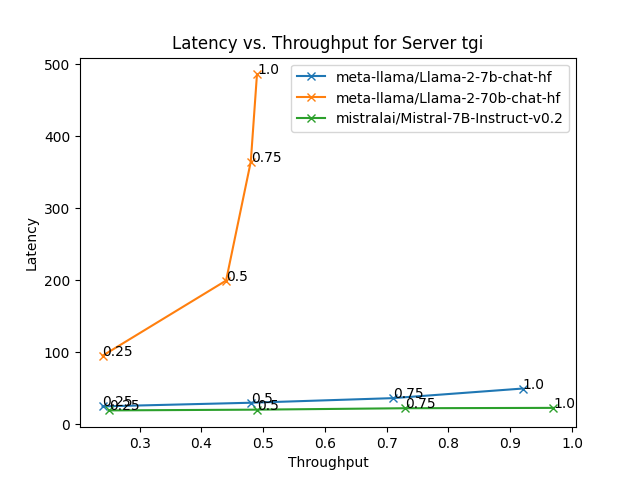 Latency vs. Throughput for Server tgi
meta-llama/Llama-2-7b-chat-hf
meta-llama/Llama-2-70b-chat-hf
mistralai/Mistral-7B-Instruct-v0.2
500
400
300
200
100
0
Latency
1.0
0.75
0.5
0.25
0.25
0.5
0.75
1.0
0.25
0.5
0.75
1.0
0.3 0.4 0.5 0.6 0.7 0.8 0.9 1.0
Throughput